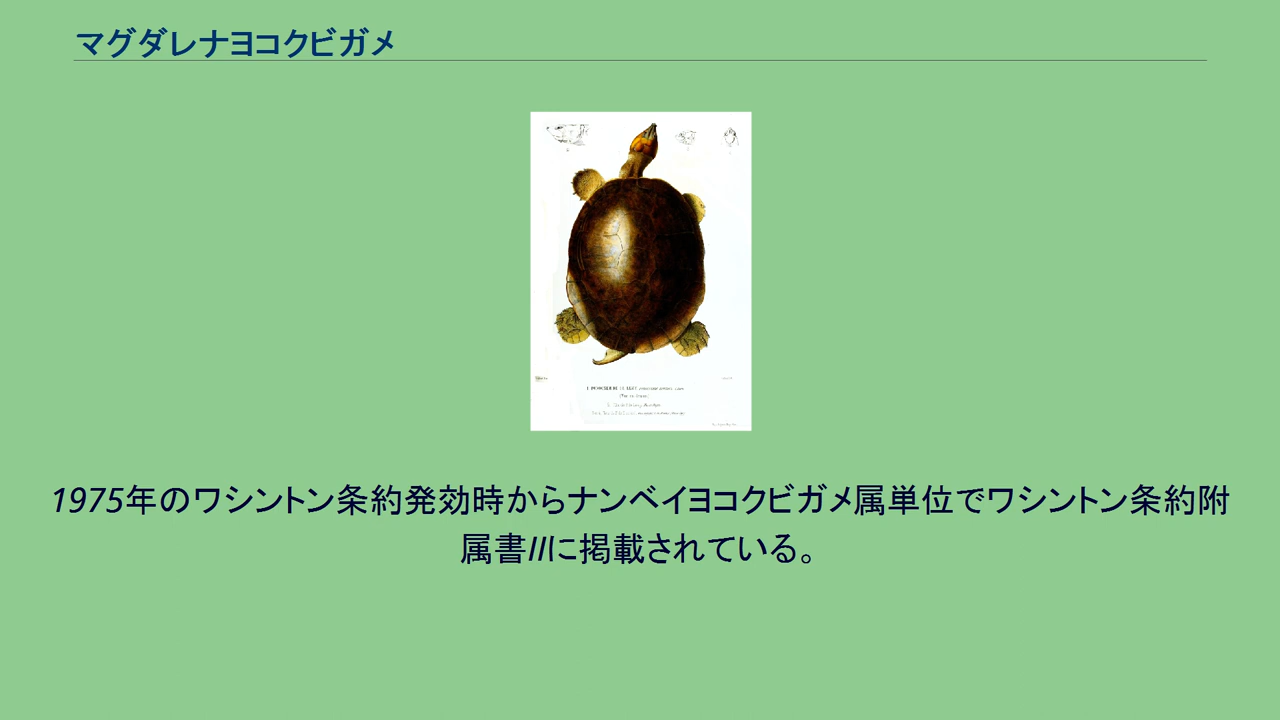 マグダレナヨコクビガメ
1975年のワシントン条約発効時からナンベイヨコクビガメ属単位でワシントン条約附
属書IIに掲載されている。